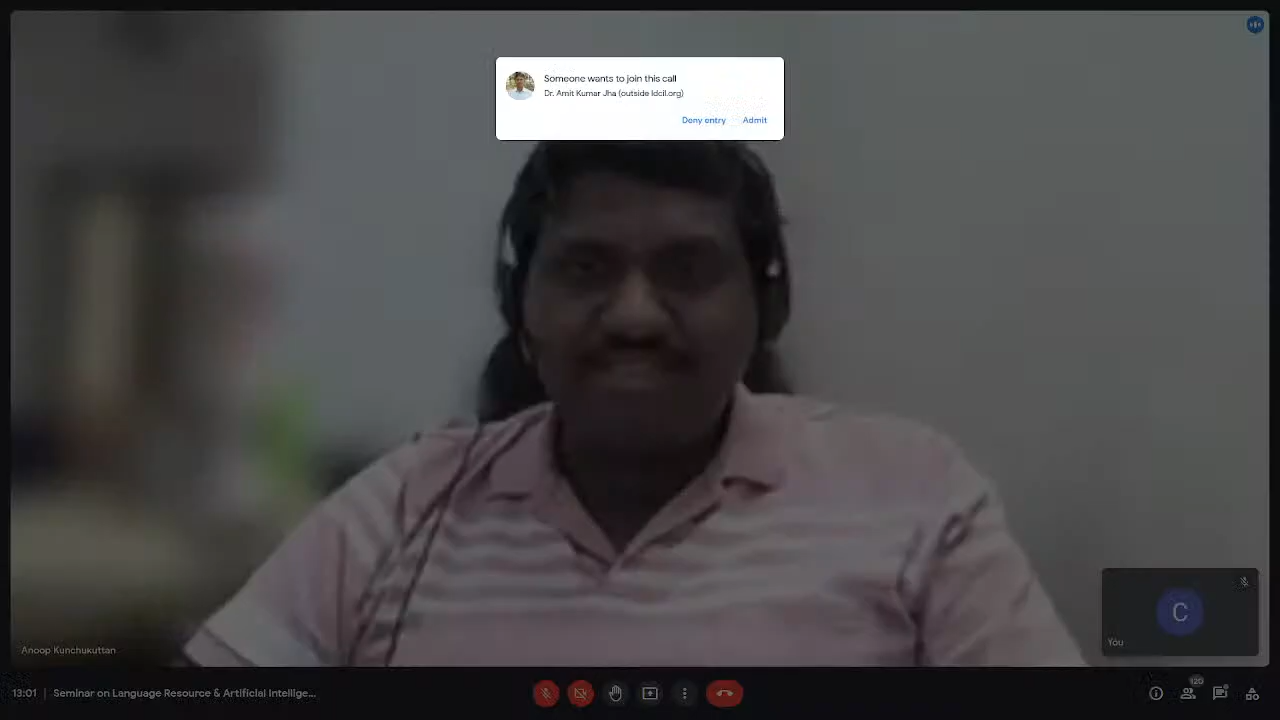 Someone wants to join this call
Dr. Amit Kumar Jha (outside ldcil.org)
Deny entry Admit
C
You
Anoop Kunchukuttan
13:01 | Seminar on Language Resource & Artificial Intellige...
120